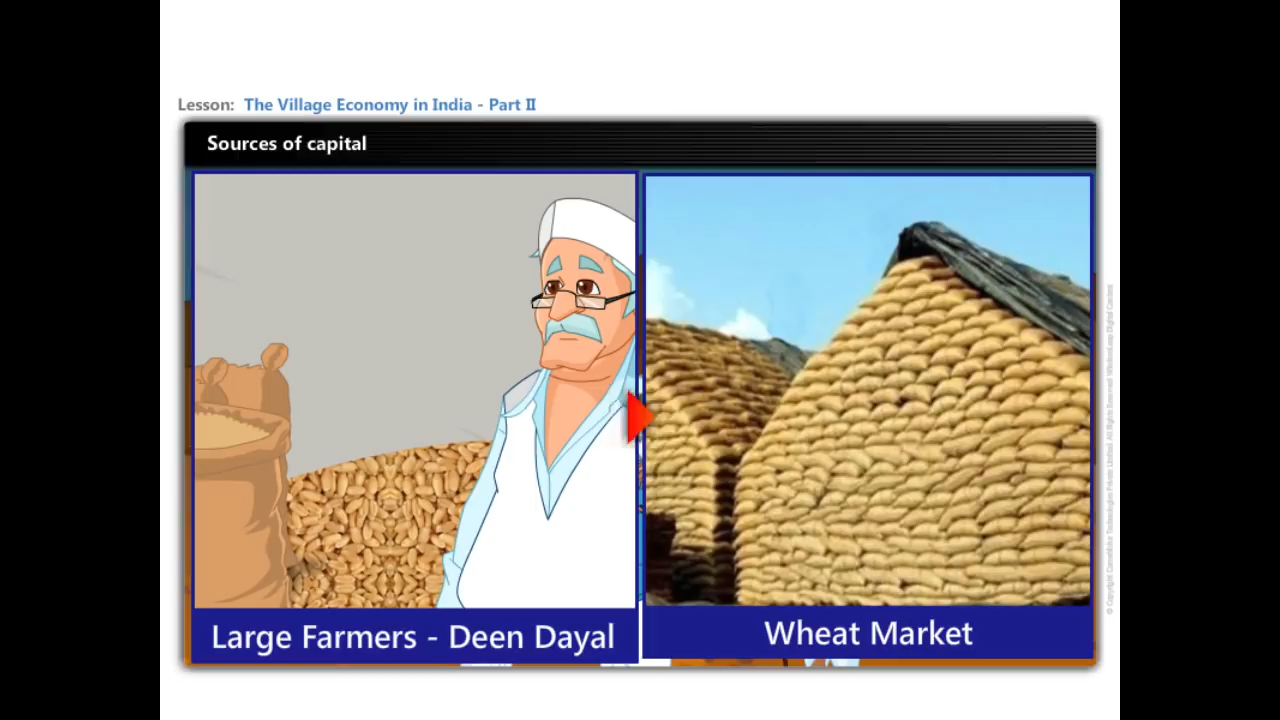 Lesson: The Village Economy in India - Part II
Sources of capital
Large Farmers - Deen Dayal
Wheat Market